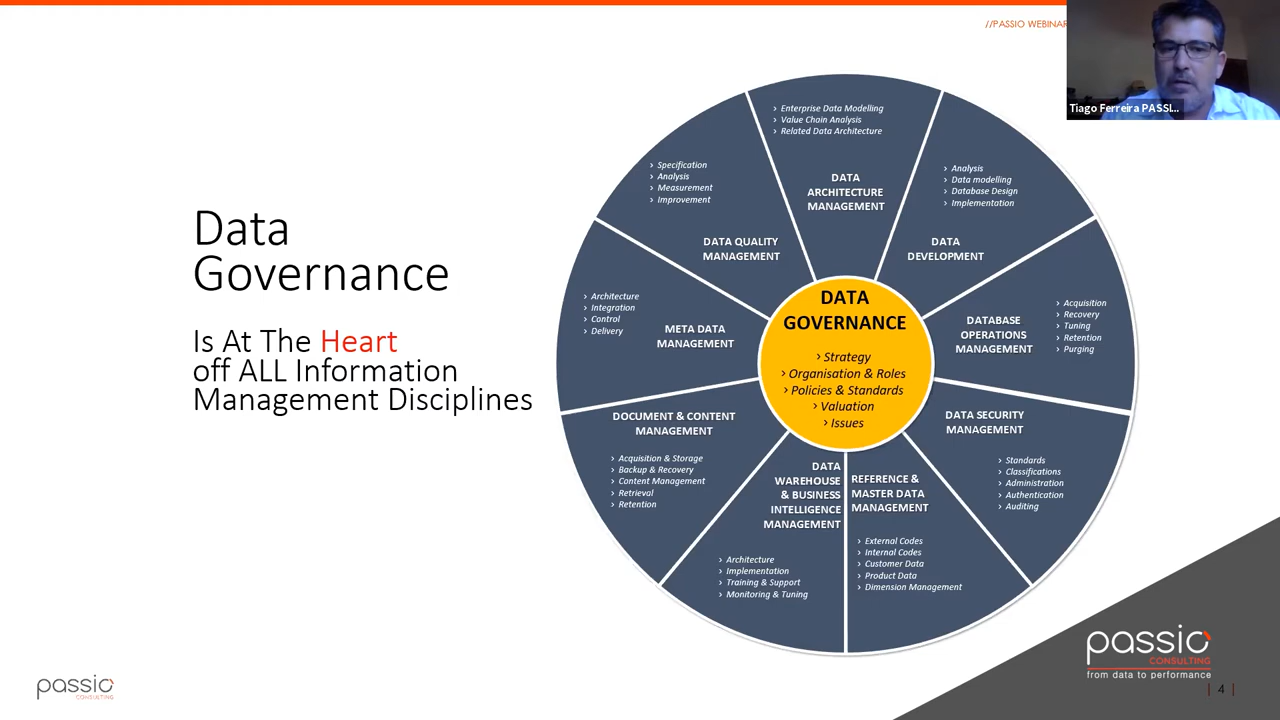 //PASSIO WEBINAR
Tiago Ferreira PASSI...
Data
Governance
Is At The Heart
off ALL Information
Management Disciplines
› Enterprise Data Modelling
› Value Chain Analysis
› Related Data Architecture
DATA
ARCHITECTURE
MANAGEMENT
› Analysis
› Data modelling
› Database Design
› Implementation
DATA
DEVELOPMENT
› Acquisition
› Recovery
› Tuning
› Retention
› Purging
DATABASE
OPERATIONS
MANAGEMENT
DATA SECURITY
MANAGEMENT
› Standards
› Classifications
› Administration
› Authentication
› Auditing
REFERENCE &
MASTER DATA
MANAGEMENT
› External Codes
› Internal Codes
› Customer Data
› Product Data
› Dimension Management
DATA
WAREHOUSE
& BUSINESS
INTELLIGENCE
MANAGEMENT
› Architecture
› Implementation
› Training & Support
› Monitoring & Tuning
DOCUMENT & CONTENT
MANAGEMENT
› Acquisition & Storage
› Backup & Recovery
› Content Management
› Retrieval
› Retention
› Architecture
› Integration
› Control
› Delivery
META DATA
MANAGEMENT
› Specification
› Analysis
› Measurement
› Improvement
DATA QUALITY
MANAGEMENT
DATA
GOVERNANCE
› Strategy
› Organisation & Roles
› Policies & Standards
› Valuation
› Issues
passio
CONSULTING
passio
CONSULTING
from data to performance
| 4 |